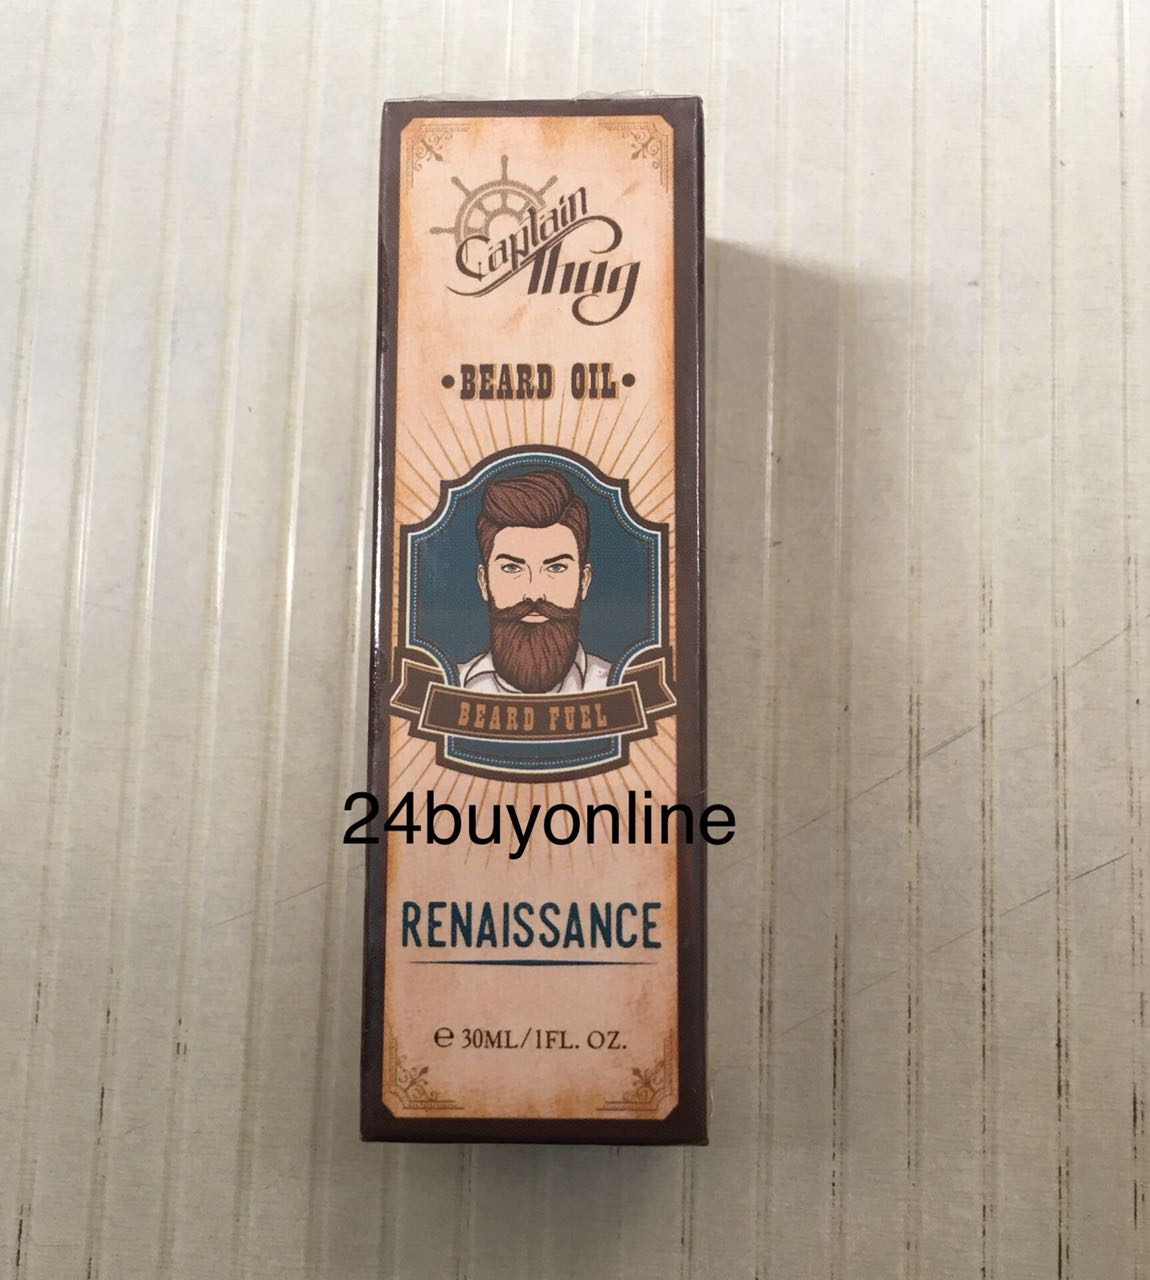 Captain
Thug
•BEARD OIL•
BEARD FUEL
24buyonline
RENAISSANCE
℮ 30ML/1FL. OZ.